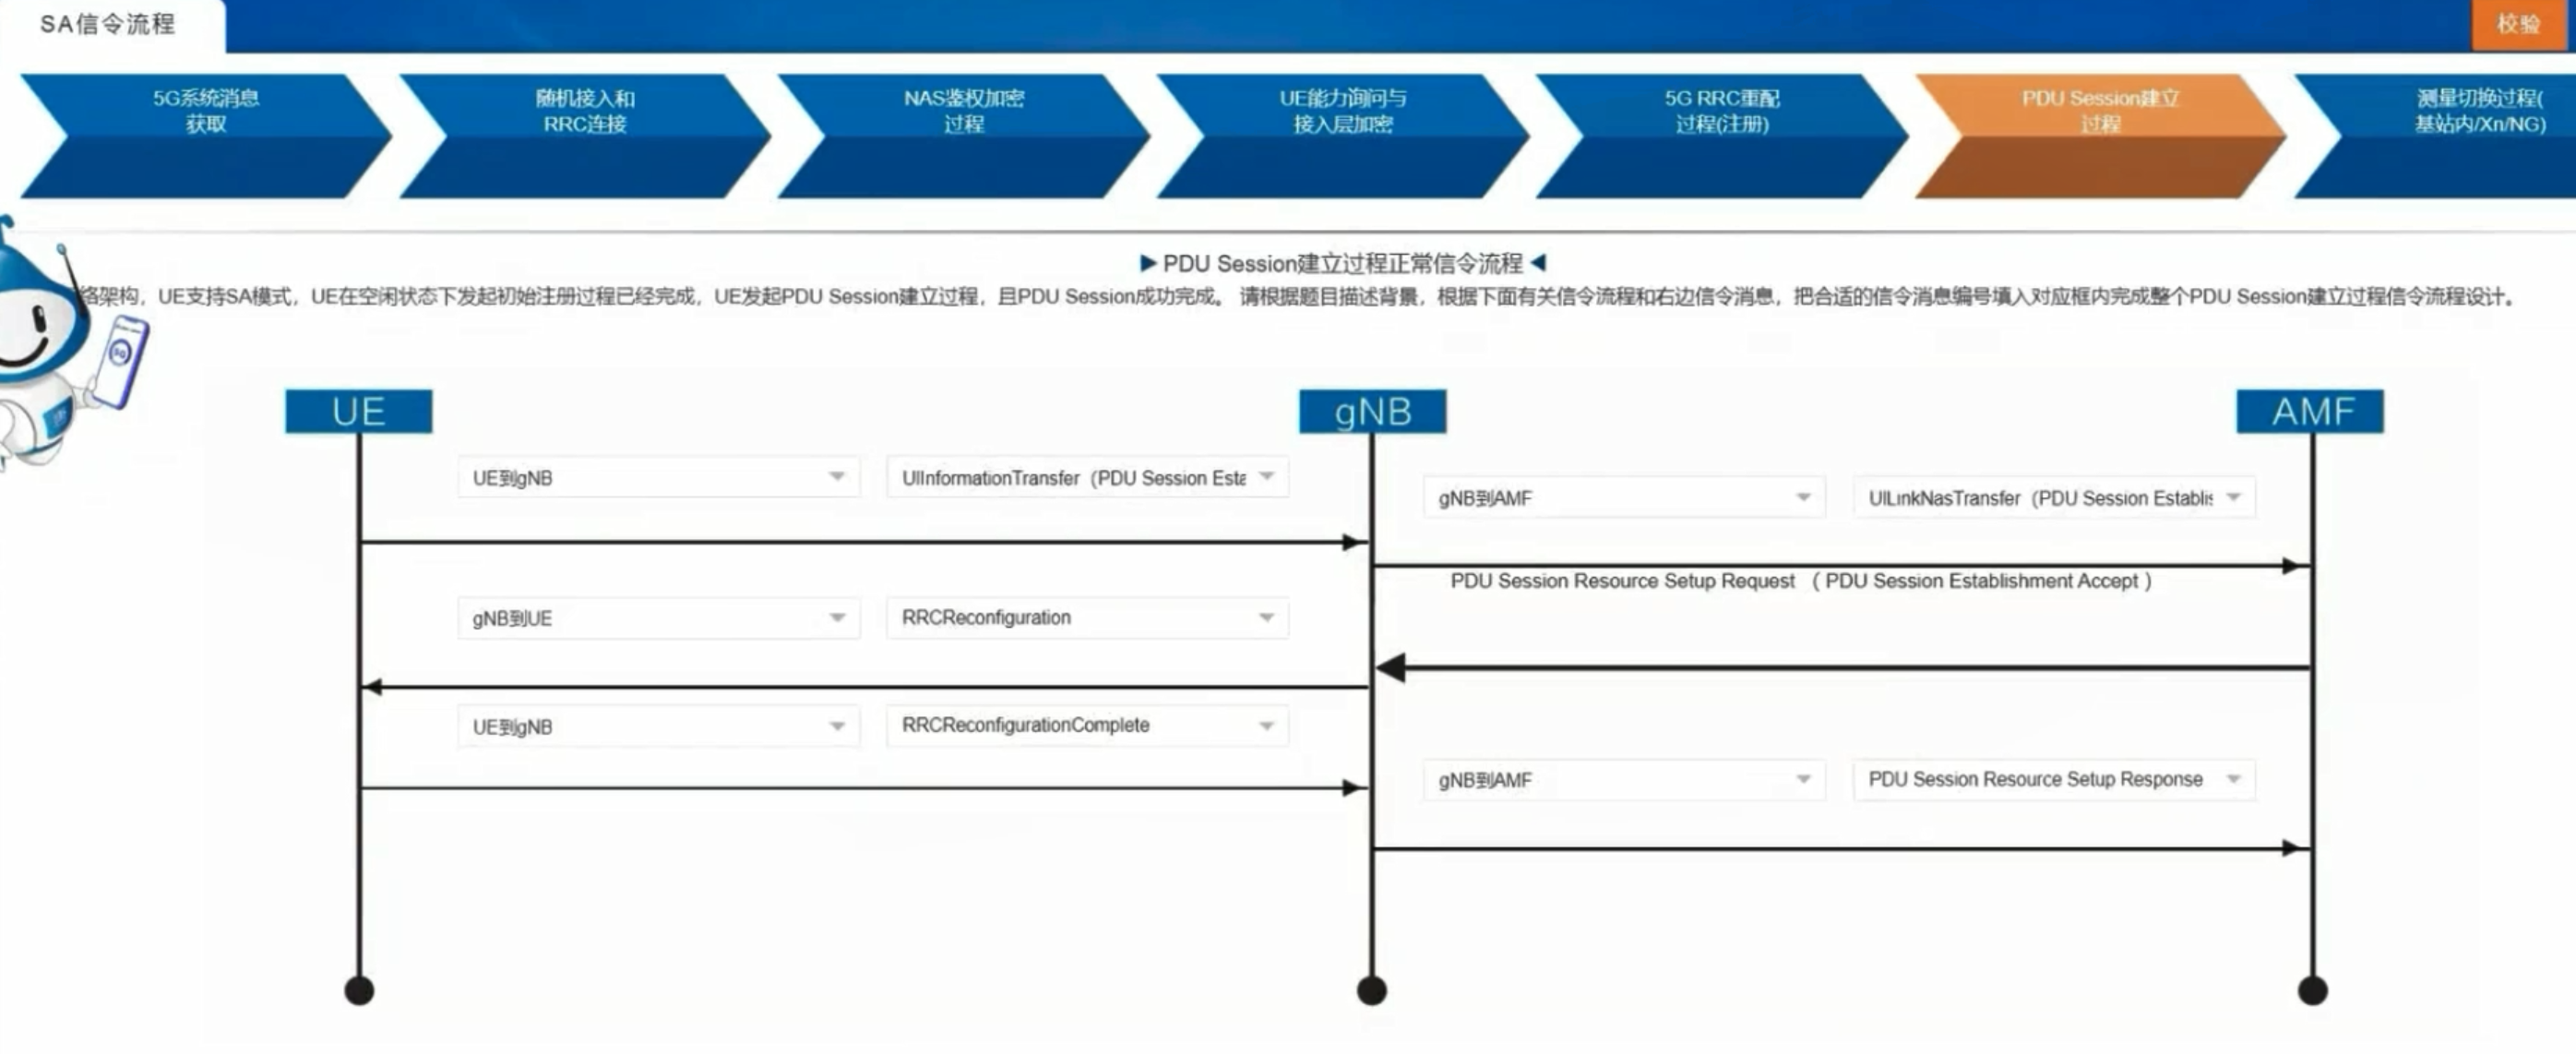 SA信令流程
校验
5G系统消息
获取
随机接入和
RRC连接
NAS鉴权加密
过程
UE能力询问与
接入层加密
5G RRC重配
过程(注册)
PDU Session建立
过程
测量切换过程(
基站内/Xn/NG)
PDU Session建立过程正常信令流程
络架构，UE支持SA模式，UE在空闲状态下发起初始注册过程已经完成，UE发起PDU Session建立过程，且PDU Session成功完成。 请根据题目描述背景，根据下面有关信令流程和右边信令消息，把合适的信令消息编号填入对应框内完成整个PDU Session建立过程信令流程设计。
5G
UE
gNB
AMF
UE到gNB
UlInformationTransfer（PDU Session Esta
gNB到AMF
UlLinkNasTransfer（PDU Session Establis
PDU Session Resource Setup Request （ PDU Session Establishment Accept ）
gNB到UE
RRCReconfiguration
UE到gNB
RRCReconfigurationComplete
gNB到AMF
PDU Session Resource Setup Response